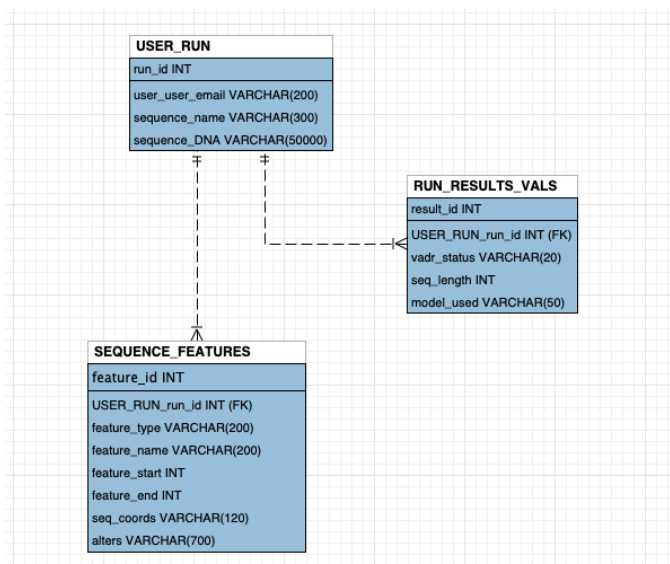 USER_RUN
run_id INT
user_user_email VARCHAR(200)
sequence_name VARCHAR(300)
sequence_DNA VARCHAR(50000)
RUN_RESULTS_VALS
result_id INT
USER_RUN_run_id INT (FK)
vadr_status VARCHAR(20)
seq_length INT
model_used VARCHAR(50)
SEQUENCE_FEATURES
feature_id INT
USER_RUN_run_id INT (FK)
feature_type VARCHAR(200)
feature_name VARCHAR(200)
feature_start INT
feature_end INT
seq_coords VARCHAR(120)
alters VARCHAR(700)